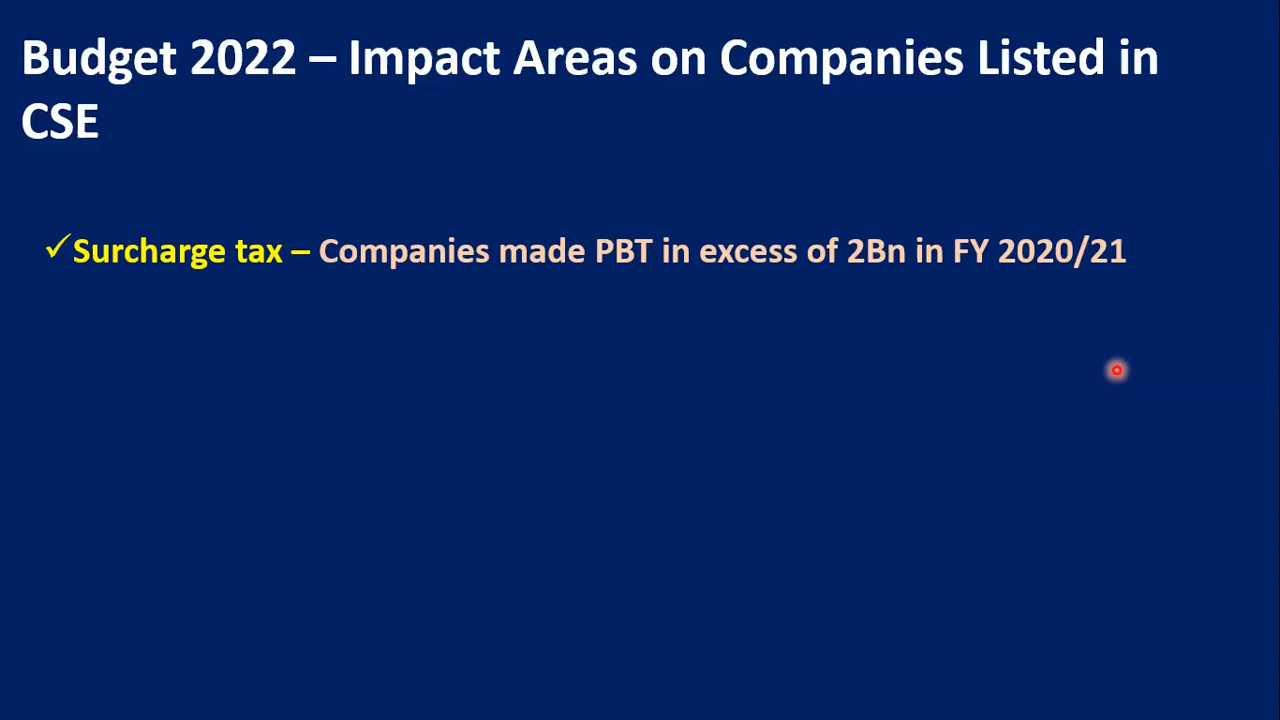 Budget 2022 – Impact Areas on Companies Listed in
CSE
✓Surcharge tax – Companies made PBT in excess of 2Bn in FY 2020/21